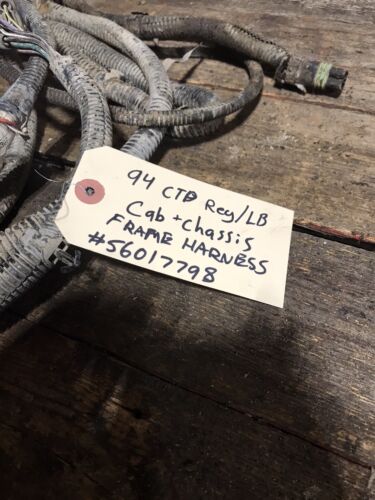 94 CTD Reg/LB
Cab + Chassis
FRAME HARNESS
#56017798